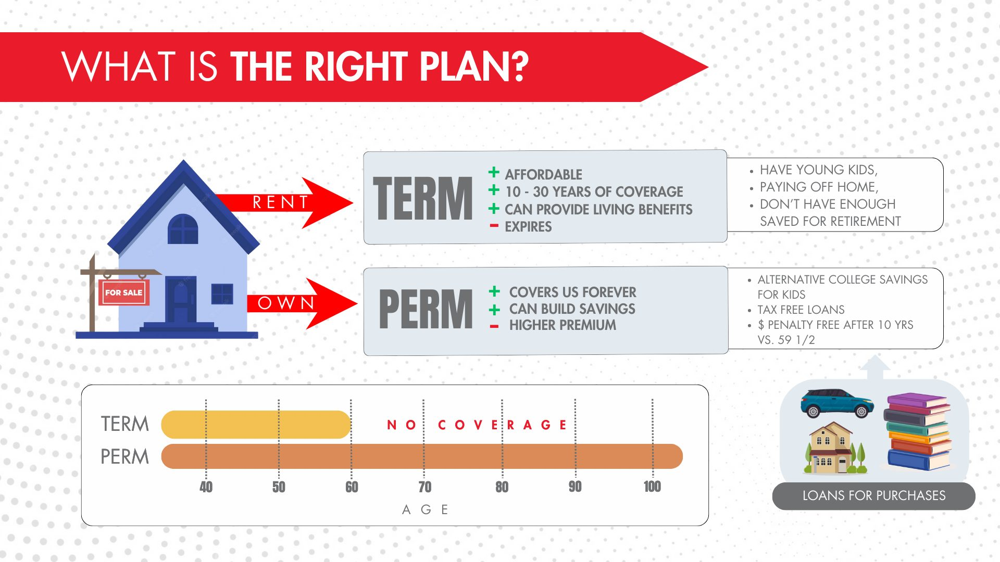 WHAT IS THE RIGHT PLAN?
RENT
TERM
+ AFFORDABLE
+ 10 - 30 YEARS OF COVERAGE
+ CAN PROVIDE LIVING BENEFITS
- EXPIRES
• HAVE YOUNG KIDS,
• PAYING OFF HOME,
• DON'T HAVE ENOUGH
SAVED FOR RETIREMENT
FOR SALE
OWN
PERM
+ COVERS US FOREVER
+ CAN BUILD SAVINGS
- HIGHER PREMIUM
• ALTERNATIVE COLLEGE SAVINGS
FOR KIDS
• TAX FREE LOANS
• $ PENALTY FREE AFTER 10 YRS
VS. 59 1/2
TERM
NO COVERAGE
PERM
40 50 60 70 80 90 100
AGE
LOANS FOR PURCHASES